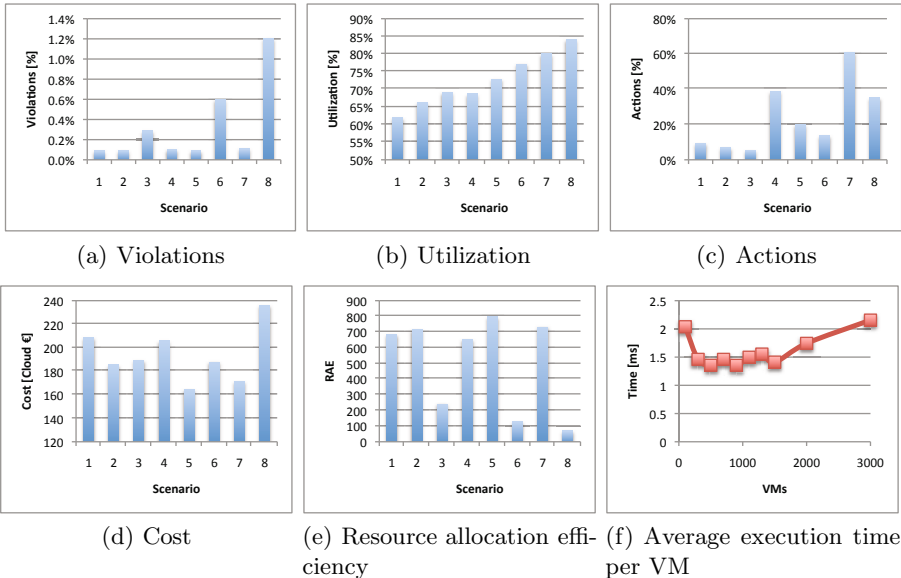 1.4%
1.2%
1.0%
0.8%
0.6%
0.4%
0.2%
0.0%
Violations [%]
1 2 3 4 5 6 7 8
Scenario
(a) Violations
90%
85%
80%
75%
70%
65%
60%
55%
50%
Utilization [%]
1 2 3 4 5 6 7 8
Scenario
(b) Utilization
80%
60%
40%
20%
0%
Actions [%]
1 2 3 4 5 6 7 8
Scenario
(c) Actions
240
220
200
180
160
140
120
Cost [Cloud €]
1 2 3 4 5 6 7 8
Scenario
(d) Cost
900
800
700
600
500
400
300
200
100
0
RAE
1 2 3 4 5 6 7 8
Scenario
(e) Resource allocation effi-
ciency
2.5
2
1.5
1
0.5
0
Time [ms]
0 1000 2000 3000
VMs
(f) Average execution time
per VM